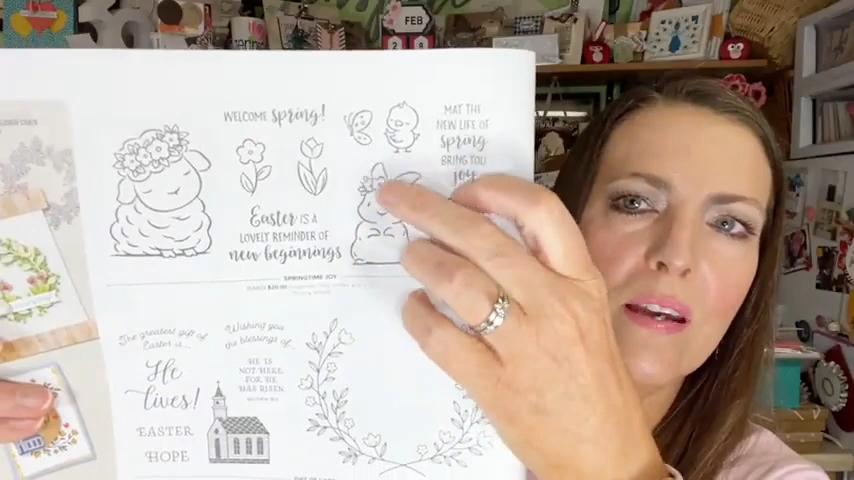 FEB
WELCOME spring!
MAY THE
NEW LIFE OF
spring
BRING YOU
joy
Easter IS A
LOVELY REMINDER OF
new beginnings
SPRINGTIME JOY
The greatest gift of
Easter is...
He
lives!
EASTER
HOPE
Wishing you
the blessings of
HE IS
NOT HERE
FOR HE
HAS RISEN